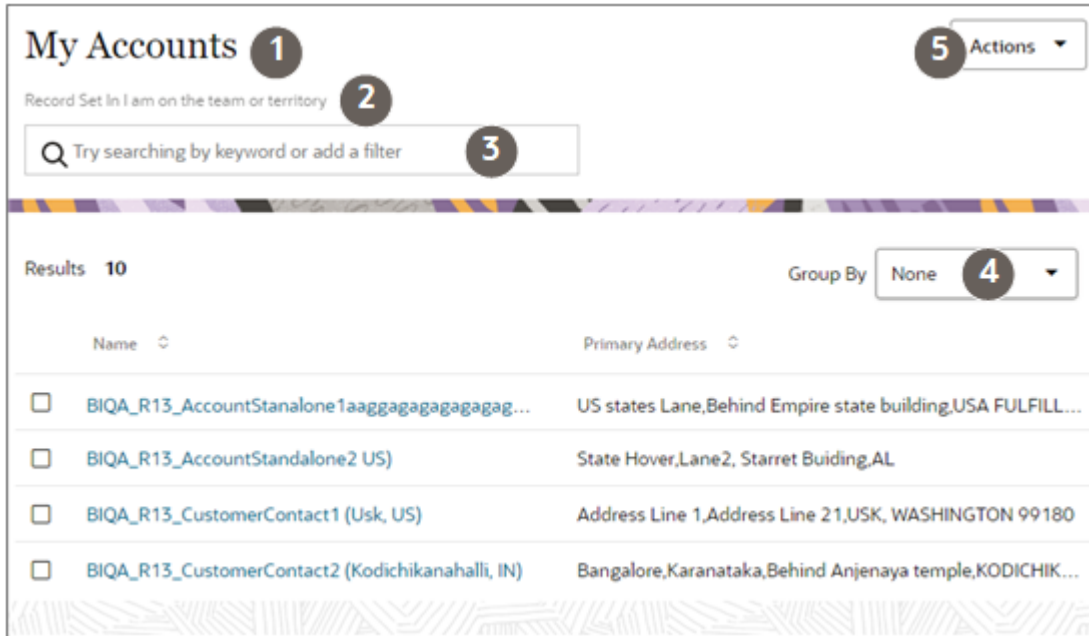 My Accounts 1
5 Actions
Record Set In I am on the team or territory 2
Try searching by keyword or add a filter 3
Results 10
Group By None 4
Name Primary Address
BIQA_R13_AccountStanalone1aaggagagagagagag... US states Lane,Behind Empire state building,USA FULFILL...
BIQA_R13_AccountStandalone2 US) State Hover,Lane2, Starret Buiding,AL
BIQA_R13_CustomerContact1 (Usk, US) Address Line 1,Address Line 21,USK, WASHINGTON 99180
BIQA_R13_CustomerContact2 (Kodichikanahalli, IN) Bangalore,Karanataka,Behind Anjenaya temple,KODICHIK...